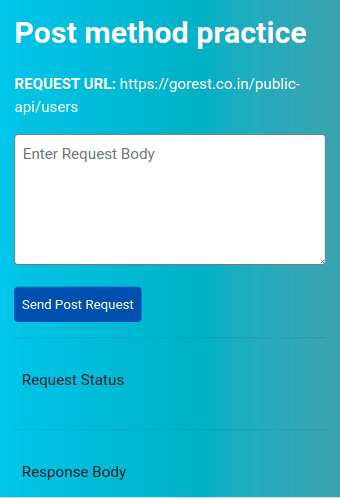 Post method practice
REQUEST URL: https://gorest.co.in/public-
api/users
Enter Request Body
Send Post Request
Request Status
Response Body